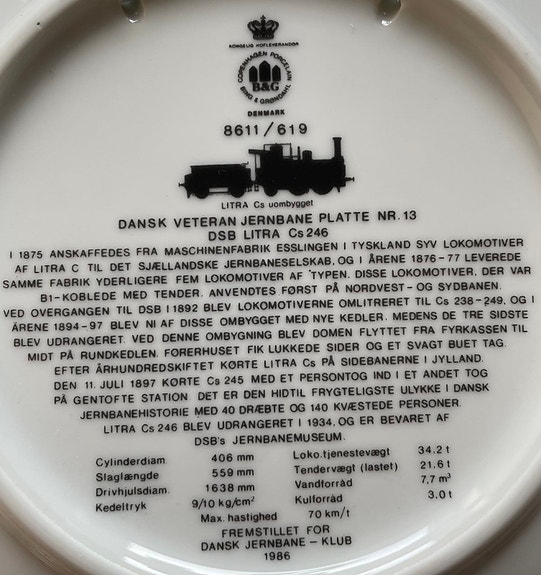 KONGELIG HOFLEVERANDØR
COPENHAGEN PORCELAIN
B&G
BING & GRØNDAHL
DENMARK
8611/619
LITRA Cs uombygget
DANSK VETERAN JERNBANE PLATTE NR. 13
DSB LITRA Cs 246
I 1875 ANSKAFFEDES FRA MASCHINENFABRIK ESSLINGEN I TYSKLAND SYV LOKOMOTIVER
AF LITRA C TIL DET SJÆLLANDSKE JERNBANESELSKAB, OG I ÅRENE 1876-77 LEVEREDE
SAMME FABRIK YDERLIGERE FEM LOKOMOTIVER AF TYPEN. DISSE LOKOMOTIVER, DER VAR
B1-KOBLEDE MED TENDER. ANVENDTES FØRST PÅ NORDVEST- OG SYDBANEN.
VED OVERGANGEN TIL DSB I 1892 BLEV LOKOMOTIVERNE OMLITRERET TIL Cs 238-249, OG I
ÅRENE 1894-97 BLEV NI AF DISSE OMBYGGET MED NYE KEDLER. MEDENS DE TRE SIDSTE
BLEV UDRANGERET. VED DENNE OMBYGNING BLEV DOMEN FLYTTET FRA FYRKASSEN TIL
MIDT PÅ RUNDKEDLEN. FØRERHUSET FIK LUKKEDE SIDER OG ET SVAGT BUET TAG.
EFTER ÅRHUNDREDSKIFTET KØRTE LITRA Cs PÅ SIDEBANERNE I JYLLAND.
DEN 11. JULI 1897 KØRTE Cs 245 MED ET PERSONTOG IND I ET ANDET TOG
PÅ GENTOFTE STATION DET ER DEN HIDTIL FRYGTELIGSTE ULYKKE I DANSK
JERNBANEHISTORIE MED 40 DRÆBTE OG 140 KVÆSTEDE PERSONER.
LITRA Cs 246 BLEV UDRANGERET I 1934, OG ER BEVARET AF
DSB's JERNBANEMUSEUM.
Cylinderdiam. 406 mm Loko.tjenestevægt 34.2 t
Slaglængde 559 mm Tendervægt (lastet) 21.6 t
Drivhjulsdiam. 1638 mm Vandforråd 7,7 m³
Kedeltryk 9/10 kg/cm² Kulforråd 3,0 t
Max. hastighed 70 km/t
FREMSTILLET FOR
DANSK JERNBANE - KLUB
1986